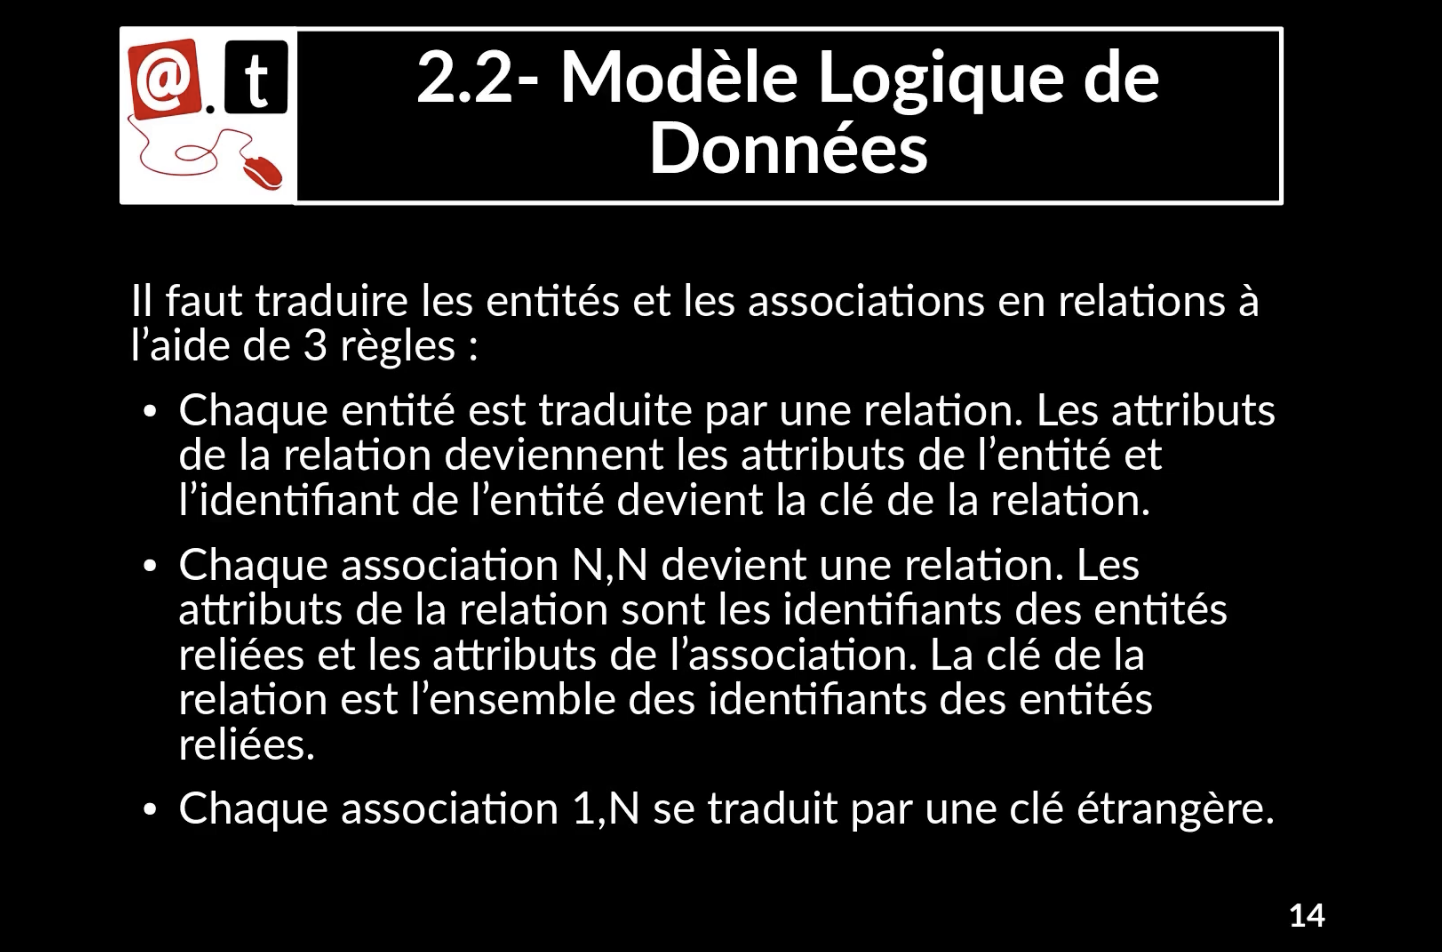 @.t
2.2- Modèle Logique de
Données
Il faut traduire les entités et les associations en relations à
l’aide de 3 règles :
• Chaque entité est traduite par une relation. Les attributs
de la relation deviennent les attributs de l’entité et
l’identifiant de l’entité devient la clé de la relation.
• Chaque association N,N devient une relation. Les
attributs de la relation sont les identifiants des entités
reliées et les attributs de l’association. La clé de la
relation est l’ensemble des identifiants des entités
reliées.
• Chaque association 1,N se traduit par une clé étrangère.
14